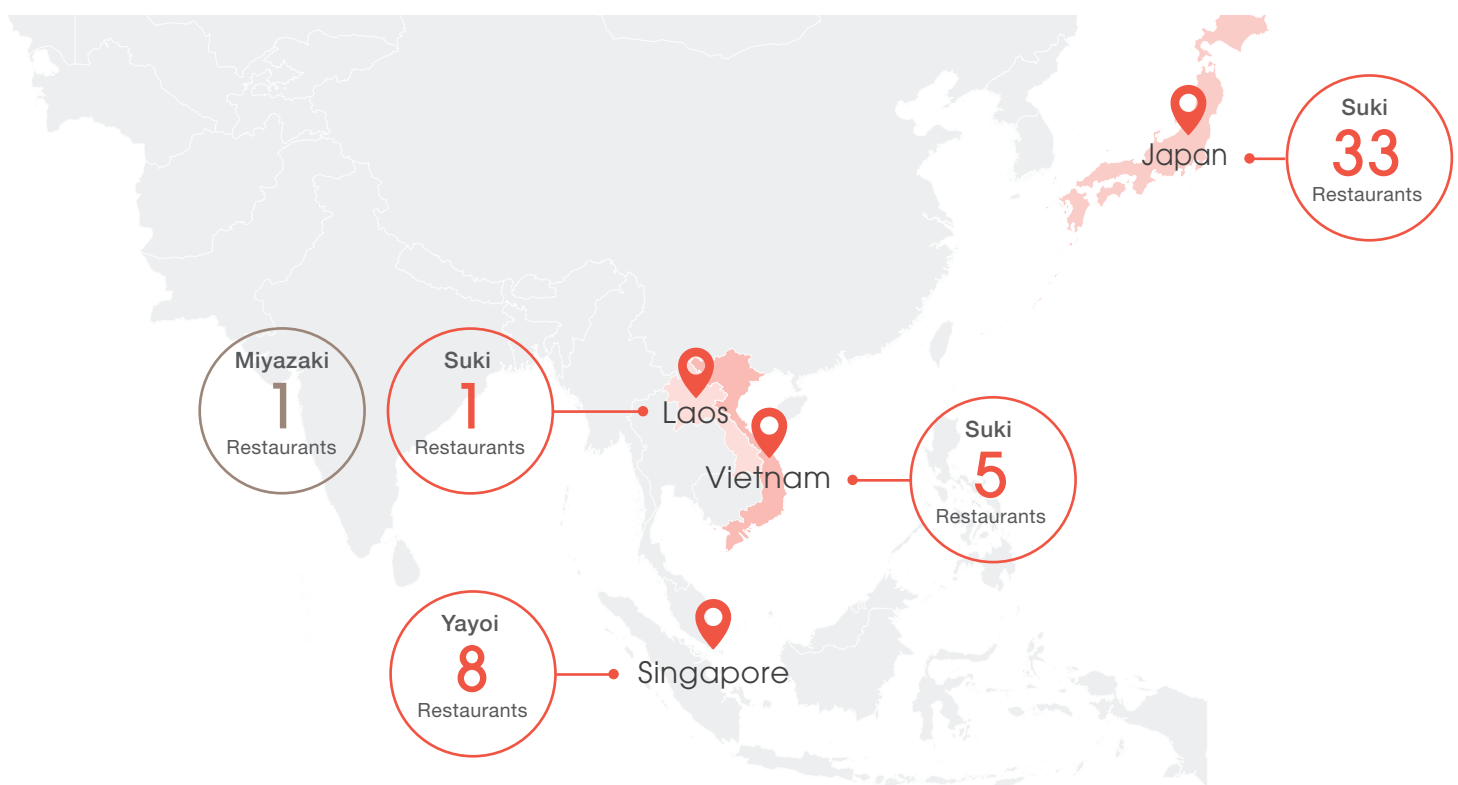 Suki
33
Restaurants
Japan
Miyazaki
1
Restaurants
Suki
1
Restaurants
Laos
Vietnam
Suki
5
Restaurants
Yayoi
8
Restaurants
Singapore